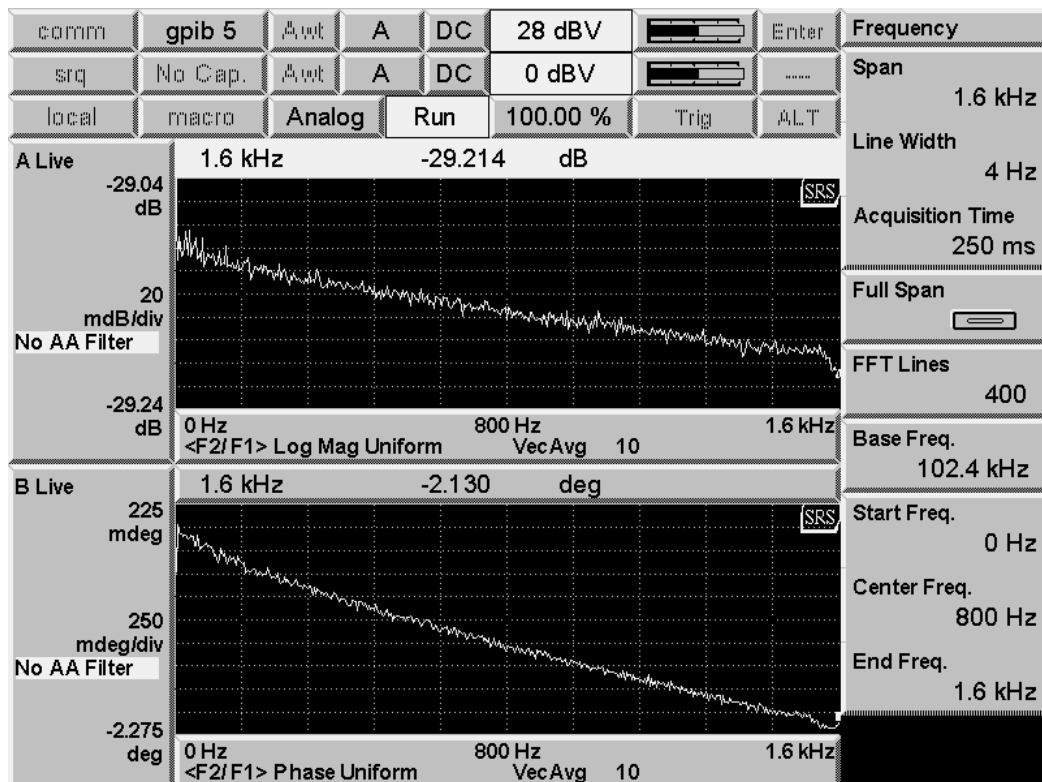 comm gpib 5 Awt A DC 28 dBV Enter
srq No Cap. Awt A DC 0 dBV
local macro Analog Run 100.00 % Trig ALT
A Live
1.6 kHz -29.214 dB
-29.04
dB
SRS
20
mdB/div
No AA Filter
-29.24
dB
0 Hz 800 Hz 1.6 kHz
<F2/F1> Log Mag Uniform VecAvg 10
B Live
1.6 kHz -2.130 deg
225
mdeg
SRS
250
mdeg/div
No AA Filter
-2.275
deg
0 Hz 800 Hz 1.6 kHz
<F2/F1> Phase Uniform VecAvg 10
Frequency
Span
1.6 kHz
Line Width
4 Hz
Acquisition Time
250 ms
Full Span
FFT Lines
400
Base Freq.
102.4 kHz
Start Freq.
0 Hz
Center Freq.
800 Hz
End Freq.
1.6 kHz